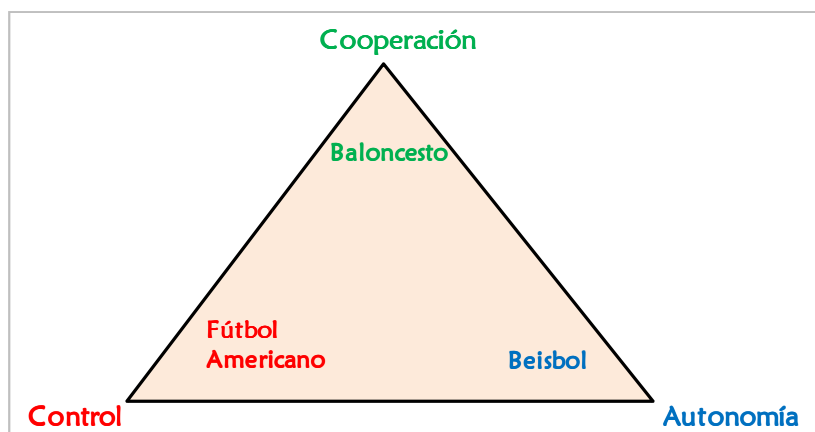 Cooperación
Baloncesto
Fútbol
Americano
Beisbol
Control
Autonomía